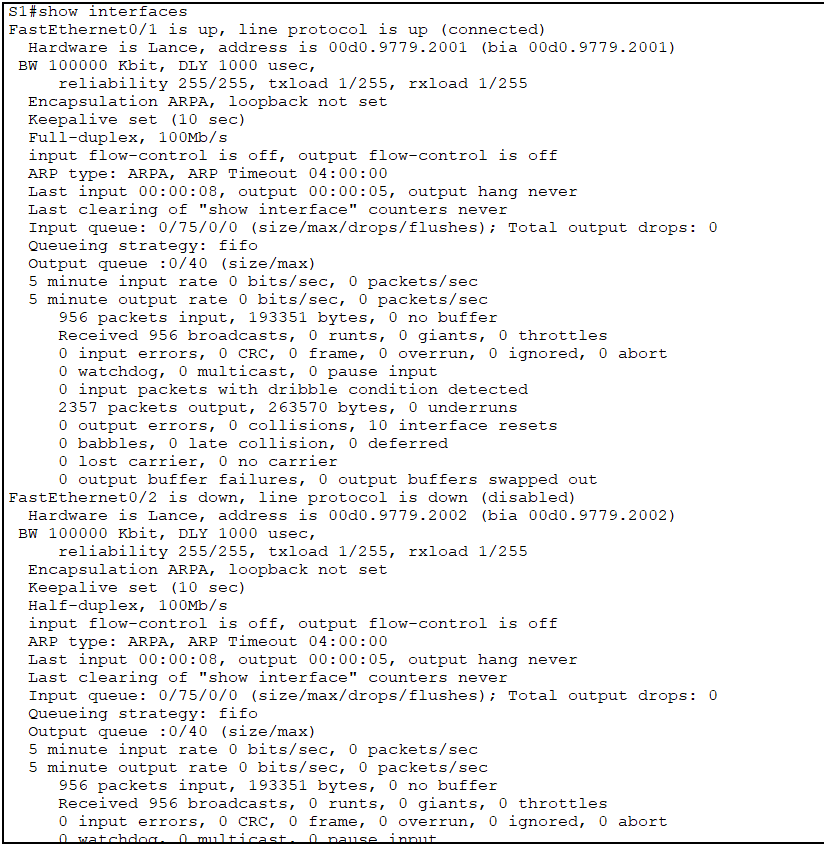 S1#show interfaces
FastEthernet0/1 is up, line protocol is up (connected)
Hardware is Lance, address is 00d0.9779.2001 (bia 00d0.9779.2001)
BW 100000 Kbit, DLY 1000 usec,
reliability 255/255, txload 1/255, rxload 1/255
Encapsulation ARPA, loopback not set
Keepalive set (10 sec)
Full-duplex, 100Mb/s
input flow-control is off, output flow-control is off
ARP type: ARPA, ARP Timeout 04:00:00
Last input 00:00:08, output 00:00:05, output hang never
Last clearing of "show interface" counters never
Input queue: 0/75/0/0 (size/max/drops/flushes); Total output drops: 0
Queueing strategy: fifo
Output queue :0/40 (size/max)
5 minute input rate 0 bits/sec, 0 packets/sec
5 minute output rate 0 bits/sec, 0 packets/sec
956 packets input, 193351 bytes, 0 no buffer
Received 956 broadcasts, 0 runts, 0 giants, 0 throttles
0 input errors, 0 CRC, 0 frame, 0 overrun, 0 ignored, 0 abort
0 watchdog, 0 multicast, 0 pause input
0 input packets with dribble condition detected
2357 packets output, 263570 bytes, 0 underruns
0 output errors, 0 collisions, 10 interface resets
0 babbles, 0 late collision, 0 deferred
0 lost carrier, 0 no carrier
0 output buffer failures, 0 output buffers swapped out
FastEthernet0/2 is down, line protocol is down (disabled)
Hardware is Lance, address is 00d0.9779.2002 (bia 00d0.9779.2002)
BW 100000 Kbit, DLY 1000 usec,
reliability 255/255, txload 1/255, rxload 1/255
Encapsulation ARPA, loopback not set
Keepalive set (10 sec)
Half-duplex, 100Mb/s
input flow-control is off, output flow-control is off
ARP type: ARPA, ARP Timeout 04:00:00
Last input 00:00:08, output 00:00:05, output hang never
Last clearing of "show interface" counters never
Input queue: 0/75/0/0 (size/max/drops/flushes); Total output drops: 0
Queueing strategy: fifo
Output queue :0/40 (size/max)
5 minute input rate 0 bits/sec, 0 packets/sec
5 minute output rate 0 bits/sec, 0 packets/sec
956 packets input, 193351 bytes, 0 no buffer
Received 956 broadcasts, 0 runts, 0 giants, 0 throttles
0 input errors, 0 CRC, 0 frame, 0 overrun, 0 ignored, 0 abort
0 watchdog, 0 multicast, 0 pause input